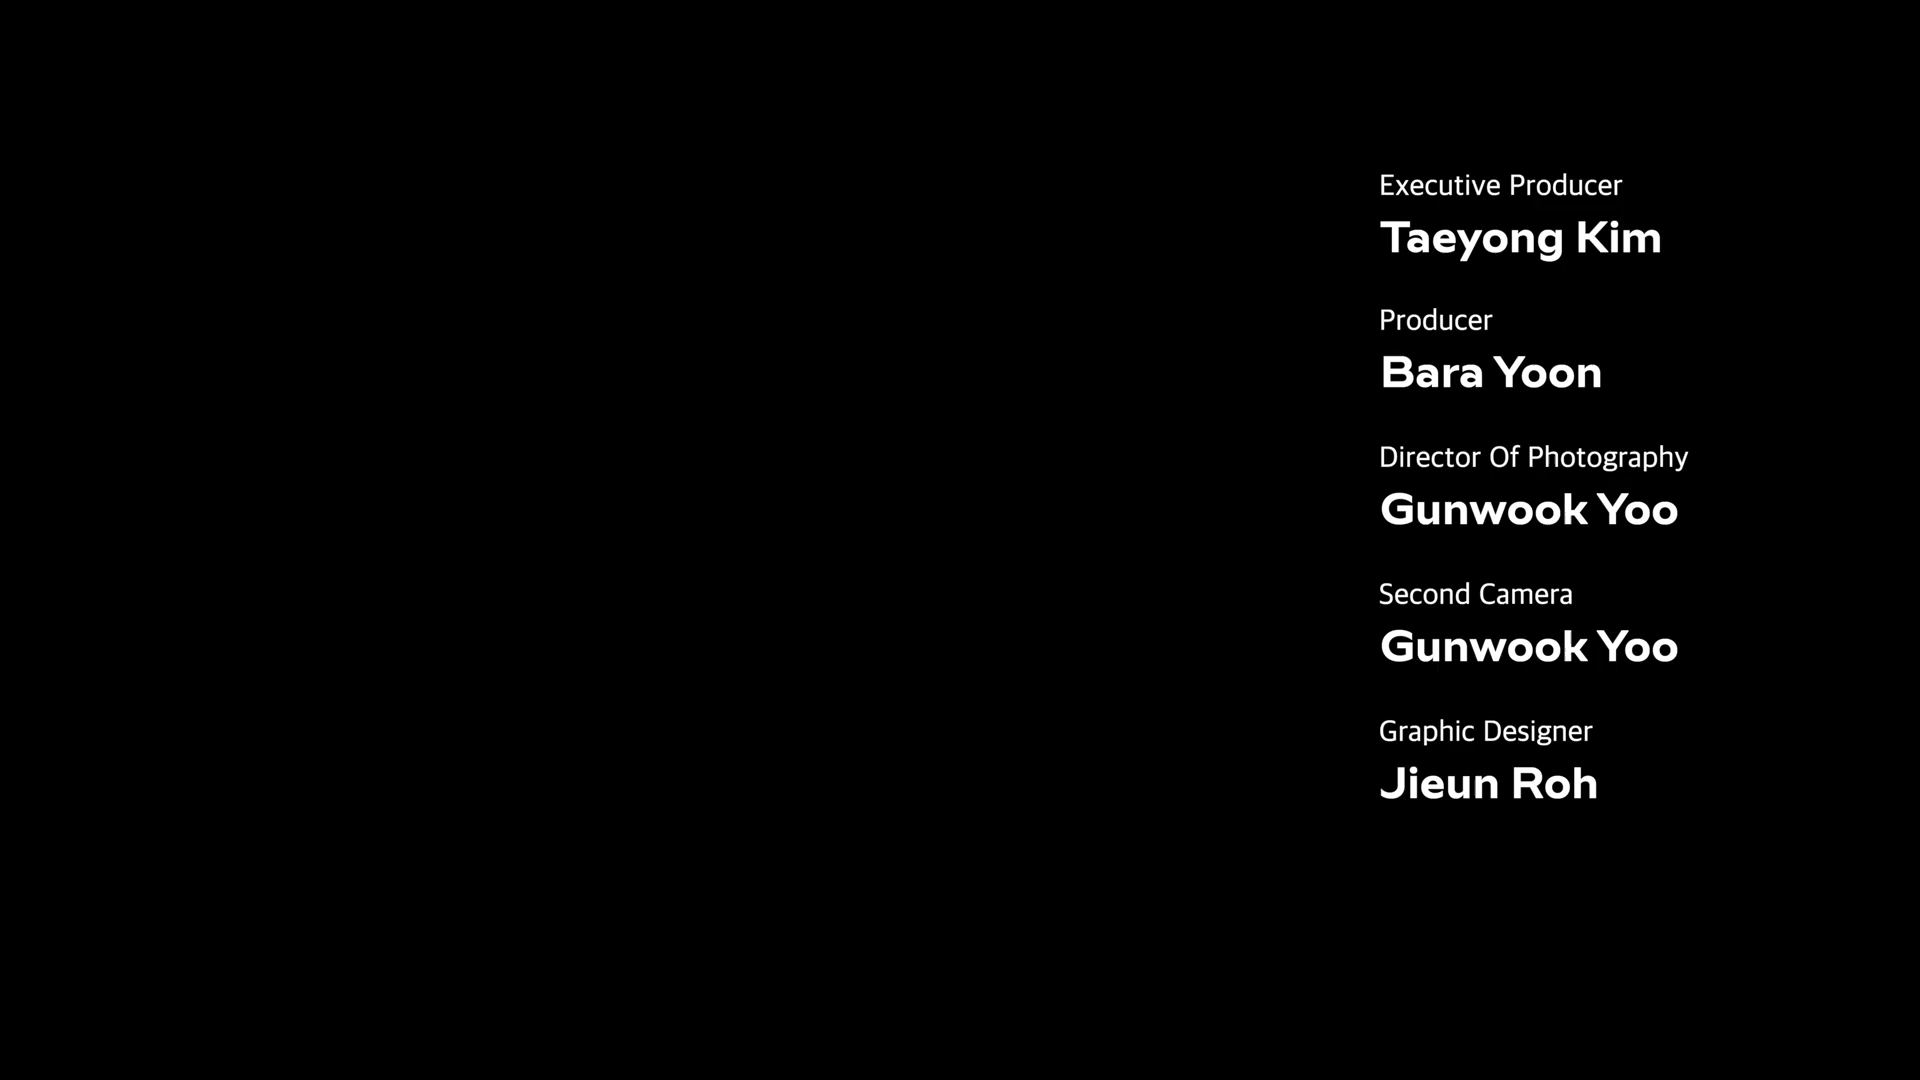 Executive Producer
Taeyong Kim
Producer
Bara Yoon
Director Of Photography
Gunwook Yoo
Second Camera
Gunwook Yoo
Graphic Designer
Jieun Roh